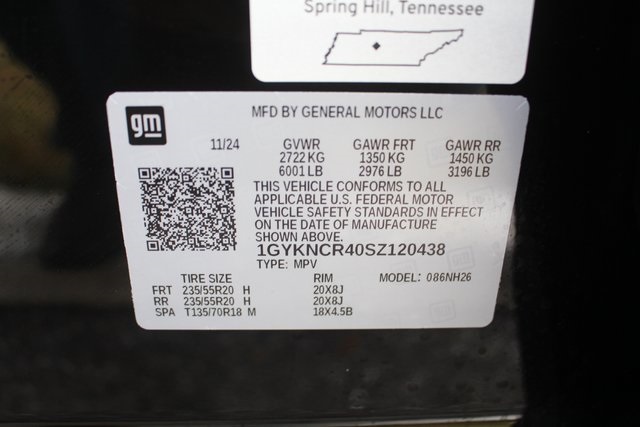 Spring Hill, Tennessee
gm
MFD BY GENERAL MOTORS LLC
11/24 GVWR GAWR FRT GAWR RR
2722 KG 1350 KG 1450 KG
6001 LB 2976 LB 3196 LB
THIS VEHICLE CONFORMS TO ALL
APPLICABLE U.S. FEDERAL MOTOR
VEHICLE SAFETY STANDARDS IN EFFECT
ON THE DATE OF MANUFACTURE
SHOWN ABOVE.
1GYKNCR40SZ120438
TYPE: MPV
TIRE SIZE RIM MODEL: 086NH26
FRT 235/55R20 H 20X8J
RR 235/55R20 H 20X8J
SPA T135/70R18 M 18X4.5B